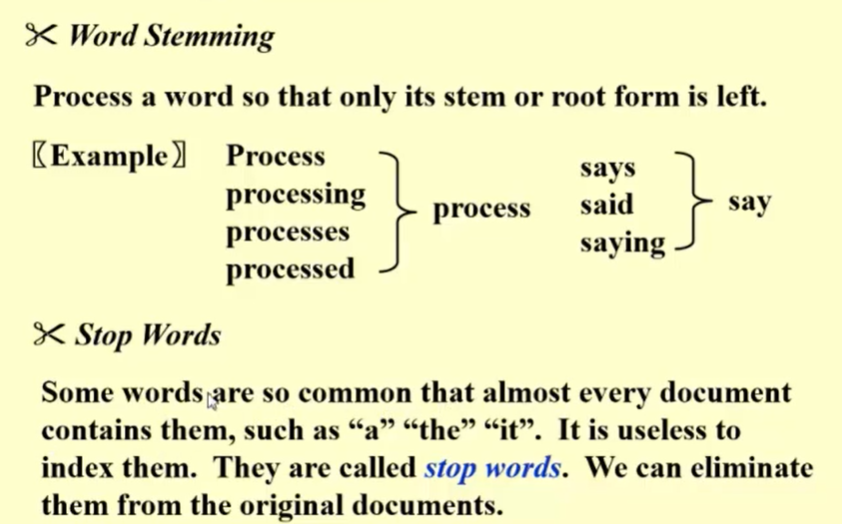 ✂ Word Stemming
Process a word so that only its stem or root form is left.
〖Example〗 Process
processing
processes
processed
process
says
said
saying
say
✂ Stop Words
Some words are so common that almost every document
contains them, such as “a” “the” “it”. It is useless to
index them. They are called stop words. We can eliminate
them from the original documents.